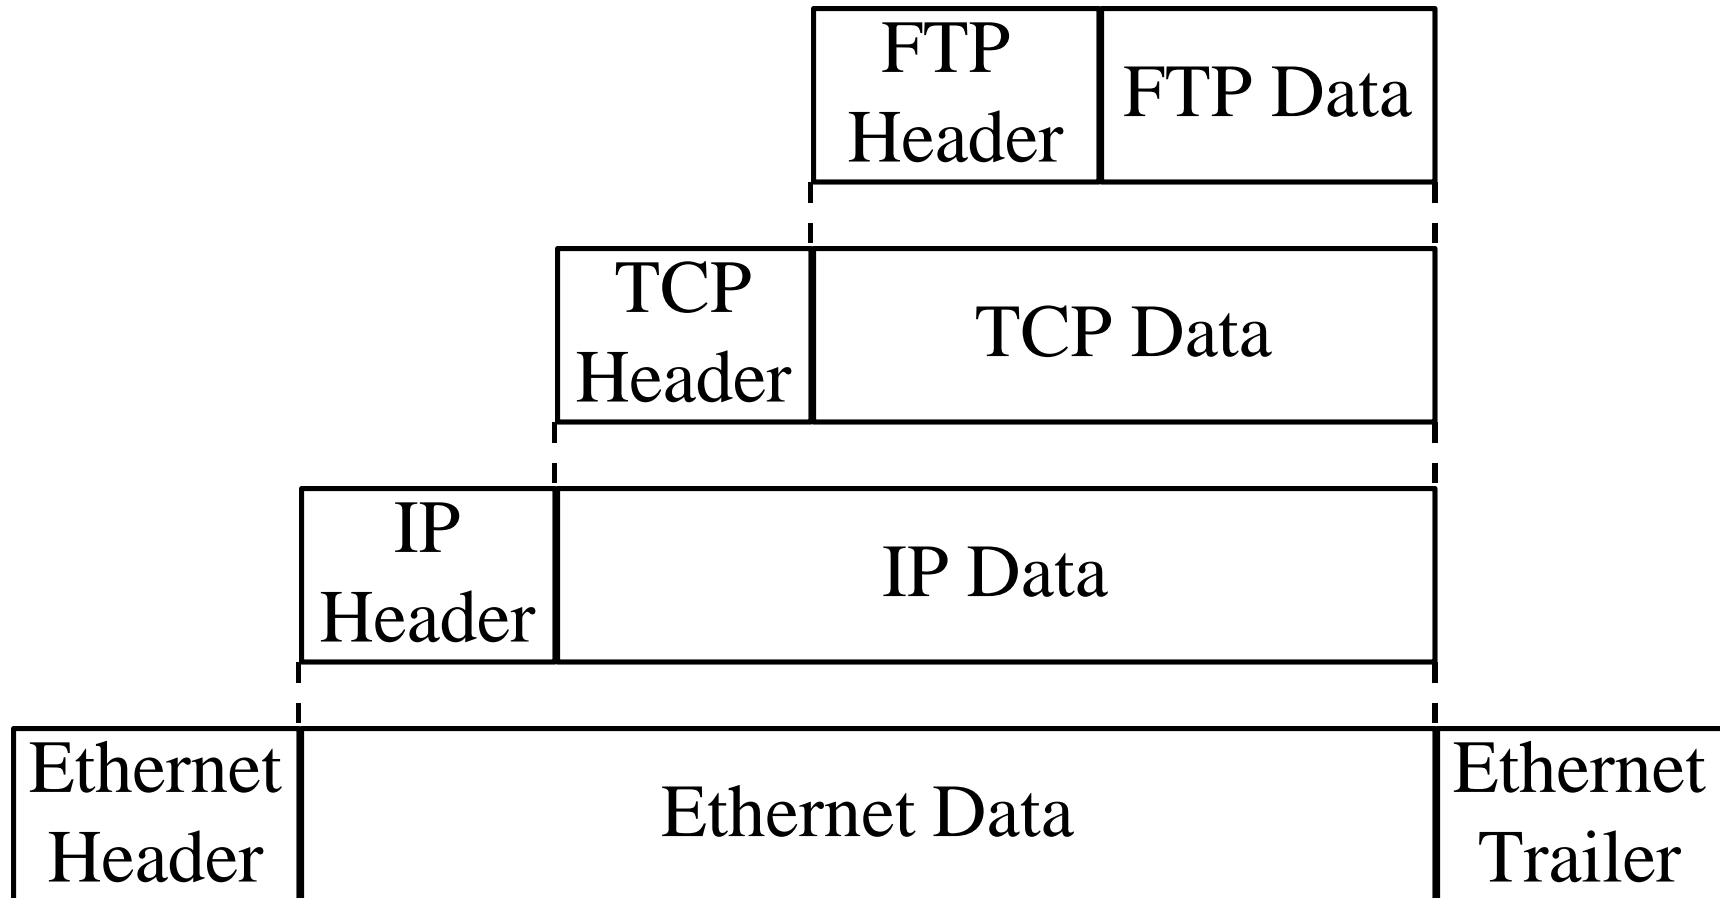 FTP
Header
FTP Data
TCP
Header
TCP Data
IP
Header
IP Data
Ethernet
Header
Ethernet Data
Ethernet
Trailer